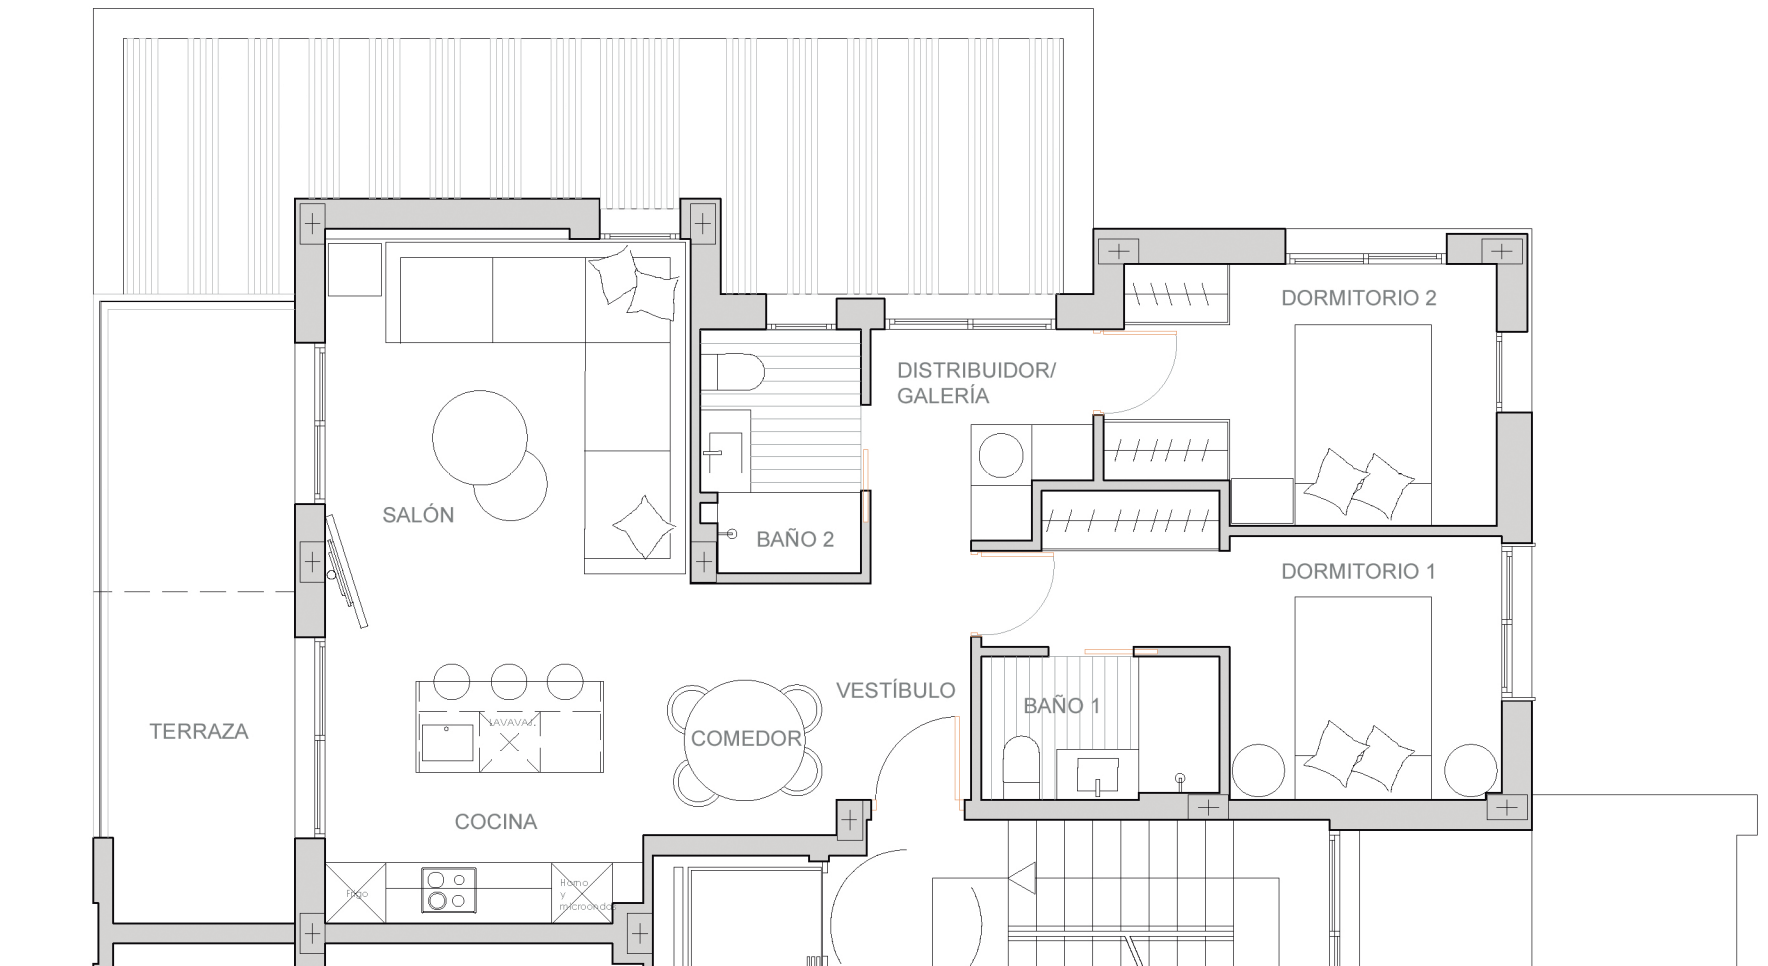 DORMITORIO 2
DISTRIBUIDOR/
GALERÍA
SALÓN
BAÑO 2
DORMITORIO 1
VESTÍBULO
BAÑO 1
LAVAVAJ.
TERRAZA
COMEDOR
COCINA
Frigo
Horno
y
microondas